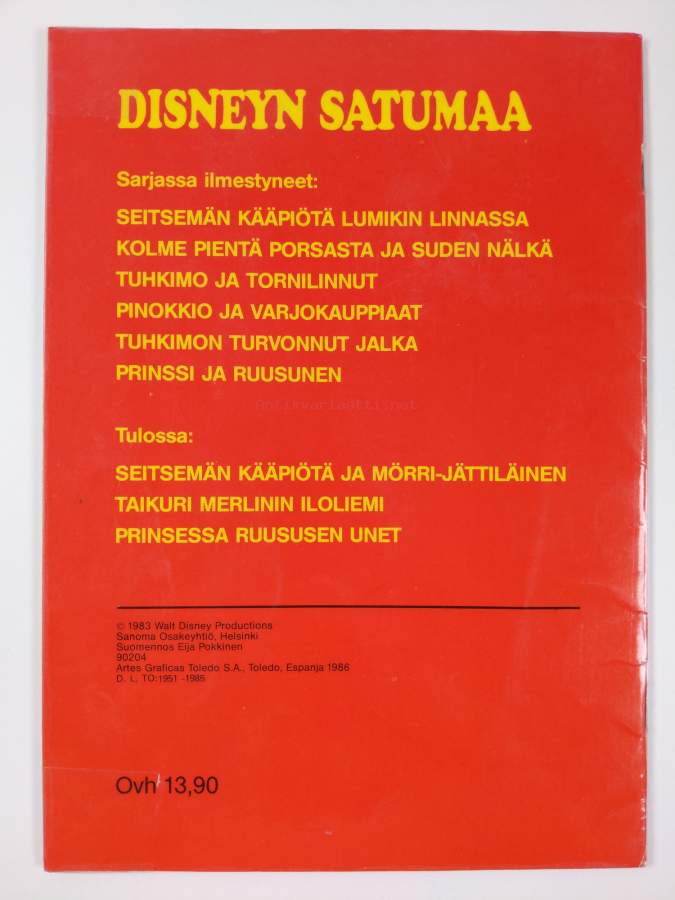 DISNEYN SATUMAA
Sarjassa ilmestyneet:
SEITSEMÄN KÄÄPIÖTÄ LUMIKIN LINNASSA
KOLME PIENTÄ PORSASTA JA SUDEN NÄLKÄ
TUHKIMO JA TORNILINNUT
PINOKKIO JA VARJOKAUPPIAAT
TUHKIMON TURVONNUT JALKA
PRINSSI JA RUUSUNEN
Antikvariaatti.net
Tulossa:
SEITSEMÄN KÄÄPIÖTÄ JA MÖRRI-JÄTTILÄINEN
TAIKURI MERLININ ILOLIEMI
PRINSESSA RUUSUSEN UNET
© 1983 Walt Disney Productions
Sanoma Osakeyhtiö, Helsinki
Suomennos Eija Pokkinen
90204
Artes Graficas Toledo S.A., Toledo, Espanja 1986
D. L. TO:1951 -1985
Ovh 13,90